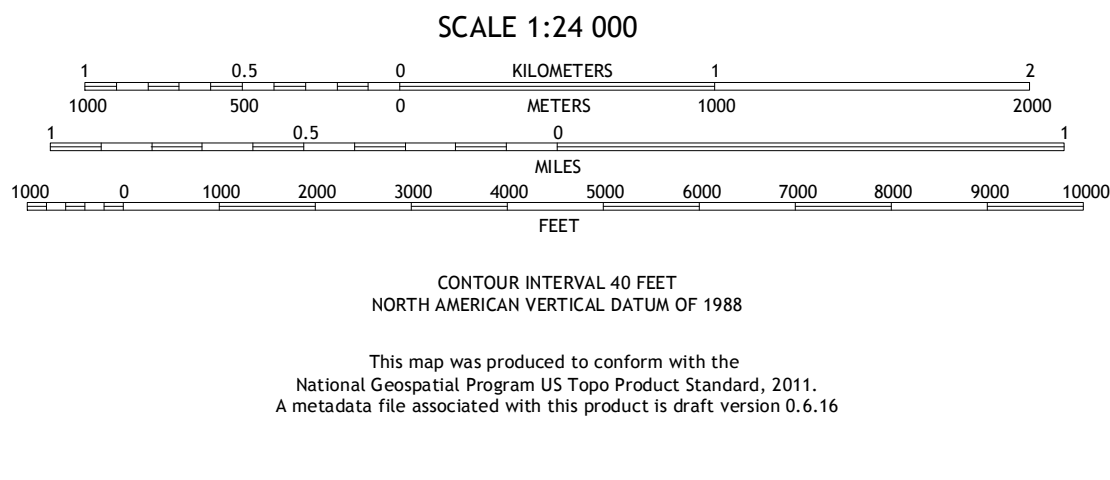 SCALE 1:24 000
1 0.5 0 KILOMETERS 1 2
1000 500 0 METERS 1000 2000
1 0.5 0 1
MILES
1000 0 1000 2000 3000 4000 5000 6000 7000 8000 9000 10000
FEET
CONTOUR INTERVAL 40 FEET
NORTH AMERICAN VERTICAL DATUM OF 1988
This map was produced to conform with the
National Geospatial Program US Topo Product Standard, 2011.
A metadata file associated with this product is draft version 0.6.16